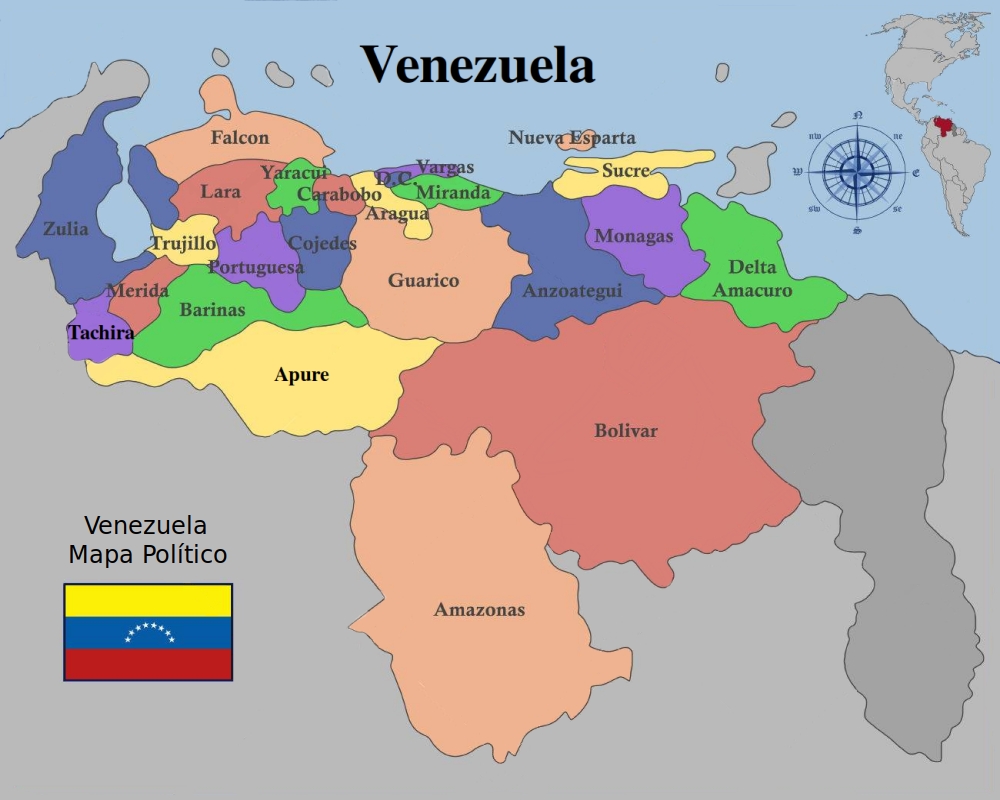 Venezuela
Falcon
Nueva Esparta
Vargas
Yaracui
D.C.
Sucre
Lara
Carabobo
Miranda
Aragua
Zulia
Trujillo
Cojedes
Monagas
Portuguesa
Delta
Amacuro
Merida
Barinas
Guarico
Anzoategui
Tachira
Apure
Bolivar
Amazonas
Venezuela
Mapa Político
N
nw
ne
W
E
sw
se
S